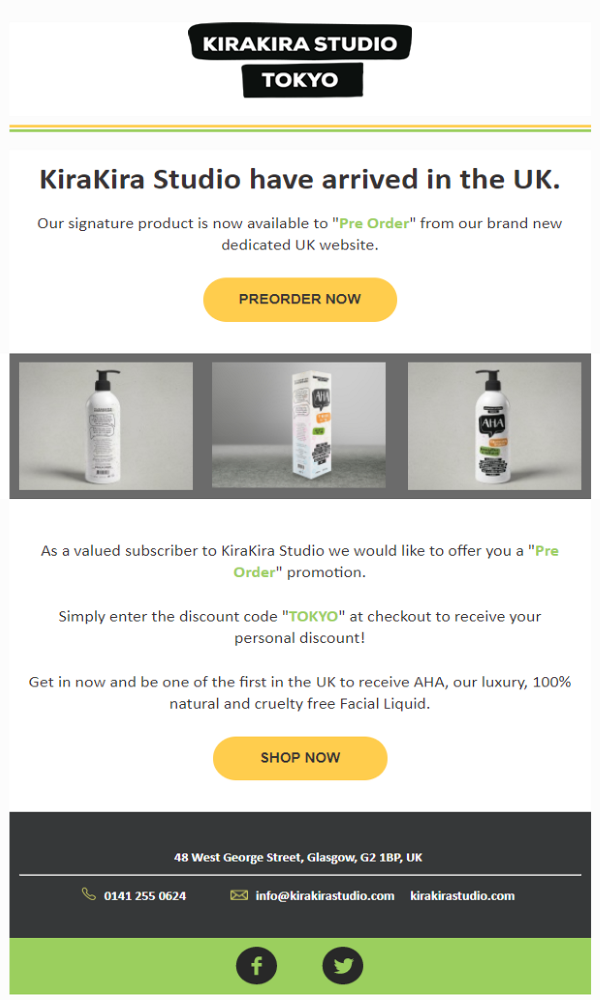 KIRAKIRA STUDIO
TOKYO
KiraKira Studio have arrived in the UK.
Our signature product is now available to "Pre Order" from our brand new
dedicated UK website.
PREORDER NOW
AHA
AHA
As a valued subscriber to KiraKira Studio we would like to offer you a "Pre
Order" promotion.
Simply enter the discount code "TOKYO" at checkout to receive your
personal discount!
Get in now and be one of the first in the UK to receive AHA, our luxury, 100%
natural and cruelty free Facial Liquid.
SHOP NOW
48 West George Street, Glasgow, G2 1BP, UK
0141 255 0624 info@kirakirastudio.com kirakirastudio.com